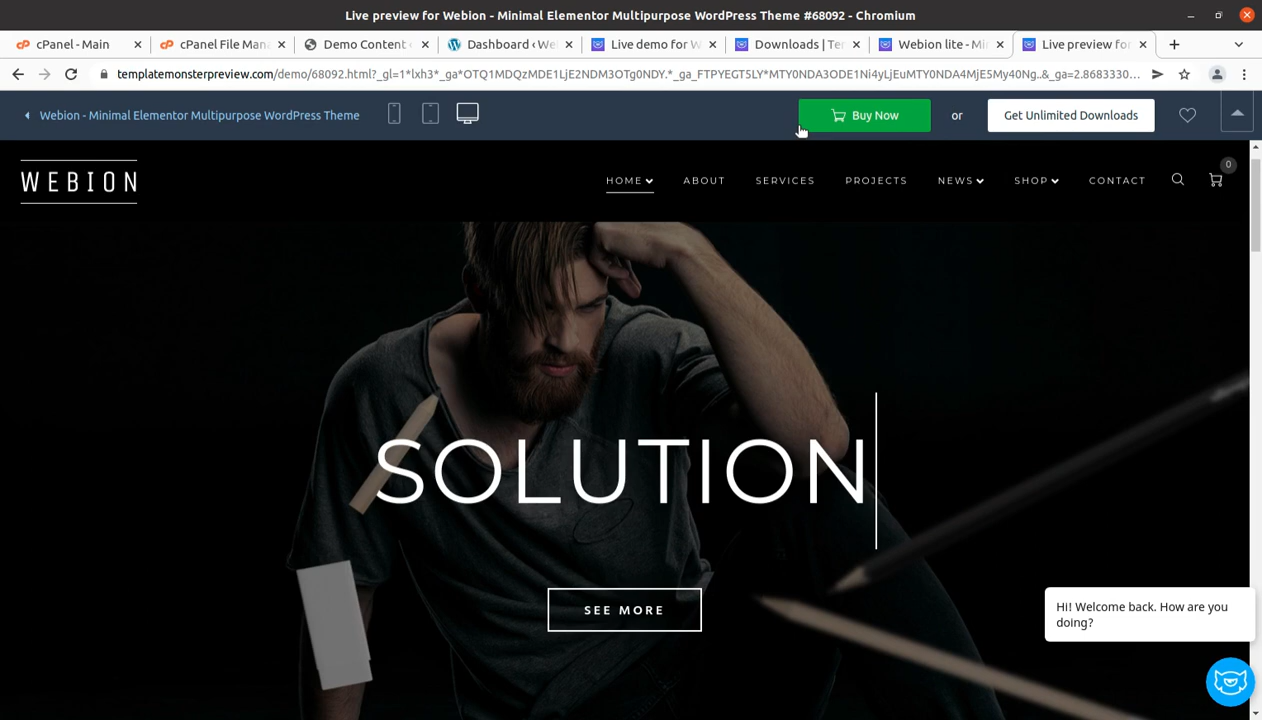 Live preview for Webion - Minimal Elementor Multipurpose WordPress Theme #68092 - Chromium
cPanel - Main
cPanel File Man
Demo Content
Dashboard ‹ We
Live demo for W
Downloads | Te
Webion lite - Mi
Live preview for
templatemonsterpreview.com/demo/68092.html?_gl=1*lxh3*_ga*OTQ1MDQzMDE1LjE2NDM3OTg0NDY.*_ga_FTPYEGT5LY*MTY0NDA3ODE1Ni4yLjEuMTY0NDA4MjE5My40Ng..&_ga=2.8683330...
Webion - Minimal Elementor Multipurpose WordPress Theme
Buy Now
or
Get Unlimited Downloads
WEBION
HOME
ABOUT
SERVICES
PROJECTS
NEWS
SHOP
CONTACT
0
SOLUTION
SEE MORE
Hi! Welcome back. How are you
doing?